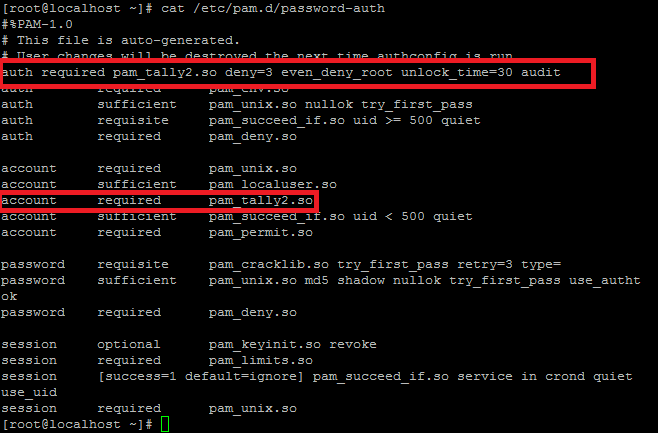 [root@localhost ~]# cat /etc/pam.d/password-auth
#%PAM-1.0
# This file is auto-generated.
# User changes will be destroyed the next time authconfig is run.
auth required pam_tally2.so deny=3 even_deny_root unlock_time=30 audit
auth        required      pam_env.so
auth        sufficient    pam_unix.so nullok try_first_pass
auth        requisite     pam_succeed_if.so uid >= 500 quiet
auth        required      pam_deny.so

account     required      pam_unix.so
account     sufficient    pam_localuser.so
account     required      pam_tally2.so
account     sufficient    pam_succeed_if.so uid < 500 quiet
account     required      pam_permit.so

password    requisite     pam_cracklib.so try_first_pass retry=3 type=
password    sufficient    pam_unix.so md5 shadow nullok try_first_pass use_autht
ok
password    required      pam_deny.so

session     optional      pam_keyinit.so revoke
session     required      pam_limits.so
session     [success=1 default=ignore] pam_succeed_if.so service in crond quiet
use_uid
session     required      pam_unix.so
[root@localhost ~]#